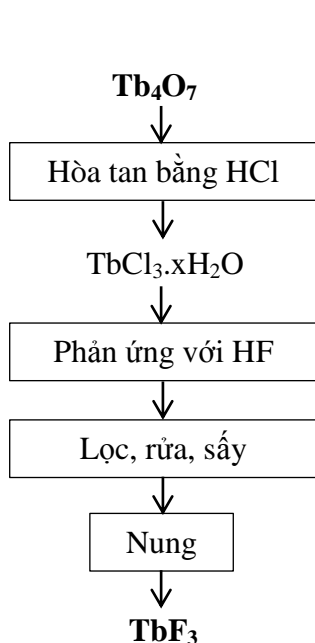 Tb₄O₇
Hòa tan bằng HCl
TbCl₃.xH₂O
Phản ứng với HF
Lọc, rửa, sấy
Nung
TbF₃